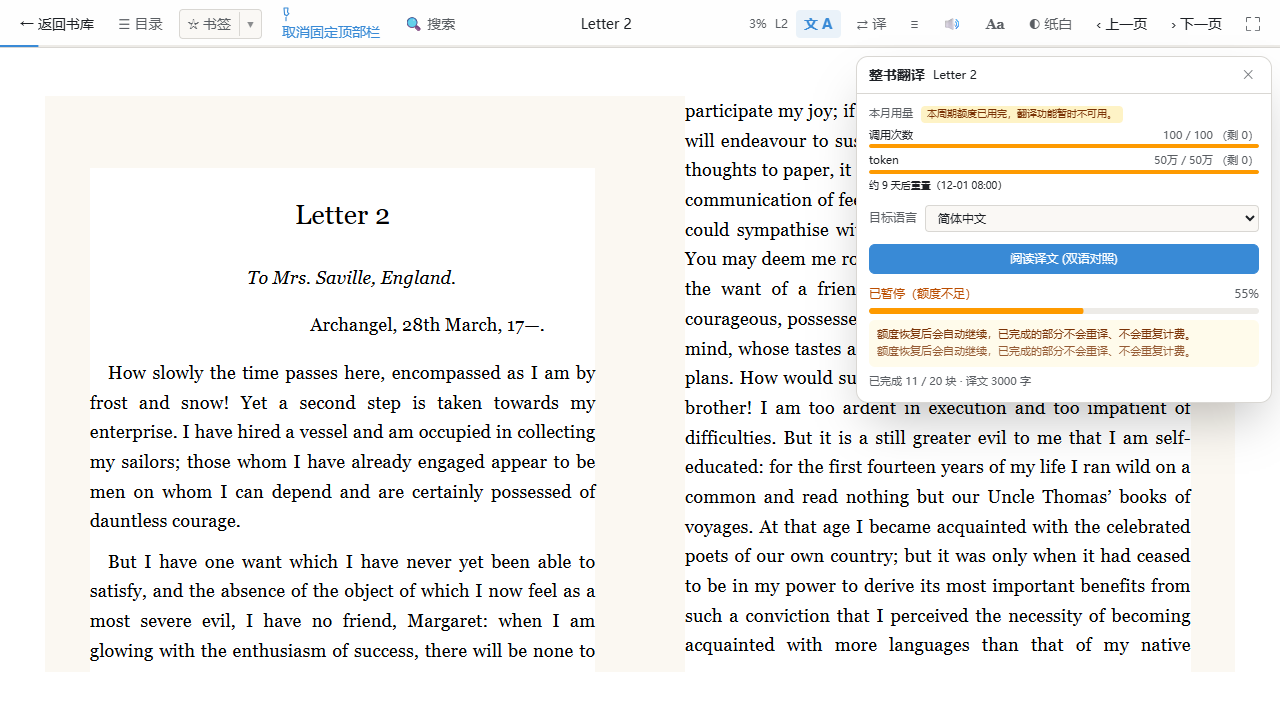 ← 返回书库 ☰ 目录 ☆ 书签 ▾ 取消固定顶部栏 🔍 搜索 Letter 2 3% L2 文 A ⇄ 译 ≡ 🔊 Aa ◐ 纸白 ‹ 上一页 › 下一页
Letter 2
To Mrs. Saville, England.
Archangel, 28th March, 17—.
How slowly the time passes here, encompassed as I am by
frost and snow! Yet a second step is taken towards my
enterprise. I have hired a vessel and am occupied in collecting
my sailors; those whom I have already engaged appear to be
men on whom I can depend and are certainly possessed of
dauntless courage.
But I have one want which I have never yet been able to
satisfy, and the absence of the object of which I now feel as a
most severe evil, I have no friend, Margaret: when I am
glowing with the enthusiasm of success, there will be none to
participate my joy; if
will endeavour to
thoughts to paper, it
communication of
could sympathise
You may deem me
the want of a
courageous,
mind, whose tastes
plans. How would
brother! I am too ardent in execution and too impatient of
difficulties. But it is a still greater evil to me that I am self-
educated: for the first fourteen years of my life I ran wild on a
common and read nothing but our Uncle Thomas’ books of
voyages. At that age I became acquainted with the celebrated
poets of our own country; but it was only when it had ceased
to be in my power to derive its most important benefits from
such a conviction that I perceived the necessity of becoming
acquainted with more languages than that of my native
整书翻译 Letter 2 ×
本月用量 本周期额度已用完，翻译功能暂时不可用。
调用次数 100 / 100 （剩 0）
token 50万 / 50万 （剩 0）
约 9 天后重置（12-01 08:00）
目标语言 简体中文
阅读译文 (双语对照)
已暂停（额度不足） 55%
额度恢复后会自动继续，已完成的部分不会重译、不会重复计费。
额度恢复后会自动继续，已完成的部分不会重译、不会重复计费。
已完成 11 / 20 块 · 译文 3000 字